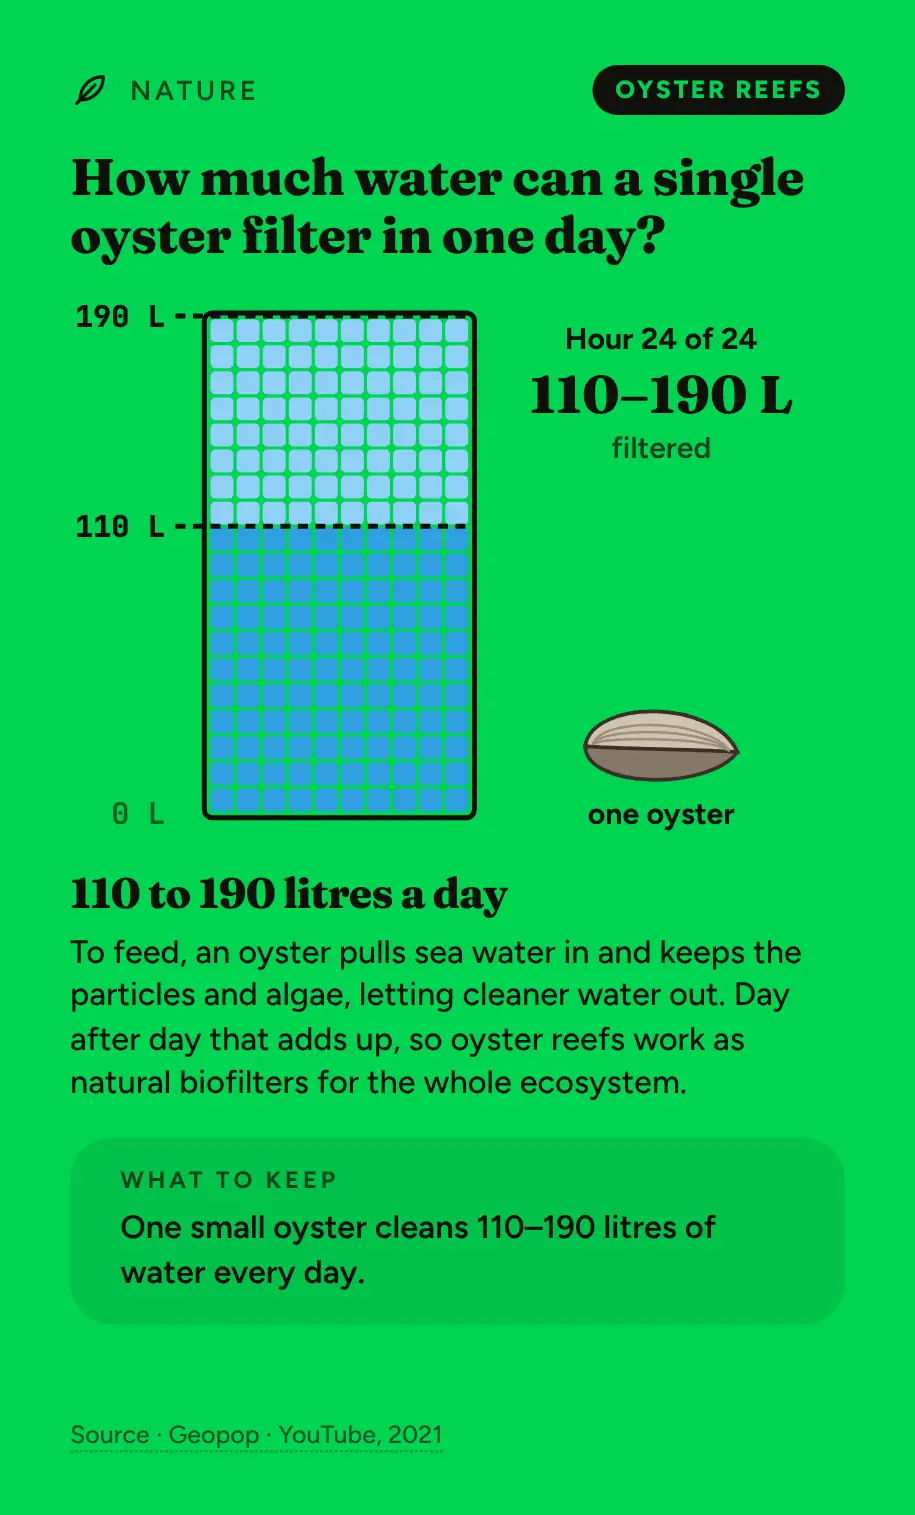 NATURE
OYSTER REEFS
How much water can a single
oyster filter in one day?
190 L
Hour 24 of 24
110–190 L
filtered
110 L
0 L
one oyster
110 to 190 litres a day
To feed, an oyster pulls sea water in and keeps the
particles and algae, letting cleaner water out. Day
after day that adds up, so oyster reefs work as
natural biofilters for the whole ecosystem.
WHAT TO KEEP
One small oyster cleans 110–190 litres of
water every day.
Source · Geopop · YouTube, 2021